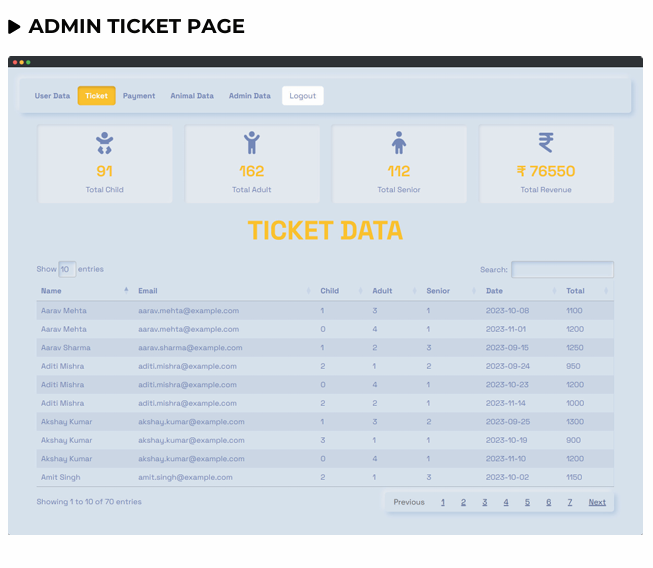 ADMIN TICKET PAGE
User Data Ticket Payment Animal Data Admin Data Logout
91 162 112 ₹ 76550
Total Child Total Adult Total Senior Total Revenue
TICKET DATA
Show 10 entries Search:
Name Email Child Adult Senior Date Total
Aarav Mehta aarav.mehta@example.com 1 3 1 2023-10-08 1100
Aarav Mehta aarav.mehta@example.com 0 4 1 2023-11-01 1200
Aarav Sharma aarav.sharma@example.com 1 2 3 2023-09-15 1250
Aditi Mishra aditi.mishra@example.com 2 1 2 2023-09-24 950
Aditi Mishra aditi.mishra@example.com 0 4 1 2023-10-23 1200
Aditi Mishra aditi.mishra@example.com 2 2 1 2023-11-14 1000
Akshay Kumar akshay.kumar@example.com 1 3 2 2023-09-25 1300
Akshay Kumar akshay.kumar@example.com 3 1 1 2023-10-19 900
Akshay Kumar akshay.kumar@example.com 0 4 1 2023-11-10 1200
Amit Singh amit.singh@example.com 2 1 3 2023-10-02 1150
Showing 1 to 10 of 70 entries Previous 1 2 3 4 5 6 7 Next